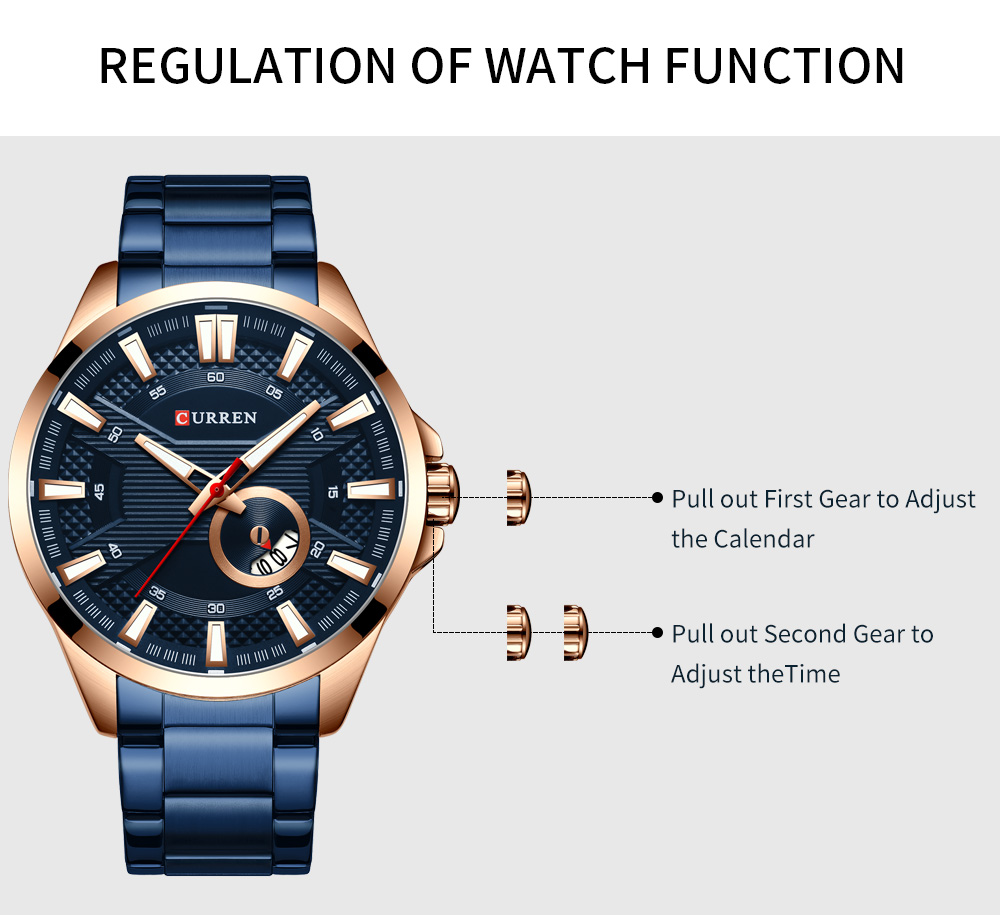 REGULATION OF WATCH FUNCTION
60
55
05
CURREN
50
10
45
15
Pull out First Gear to Adjust
the Calendar
40
20
35
25
30
Pull out Second Gear to
Adjust theTime